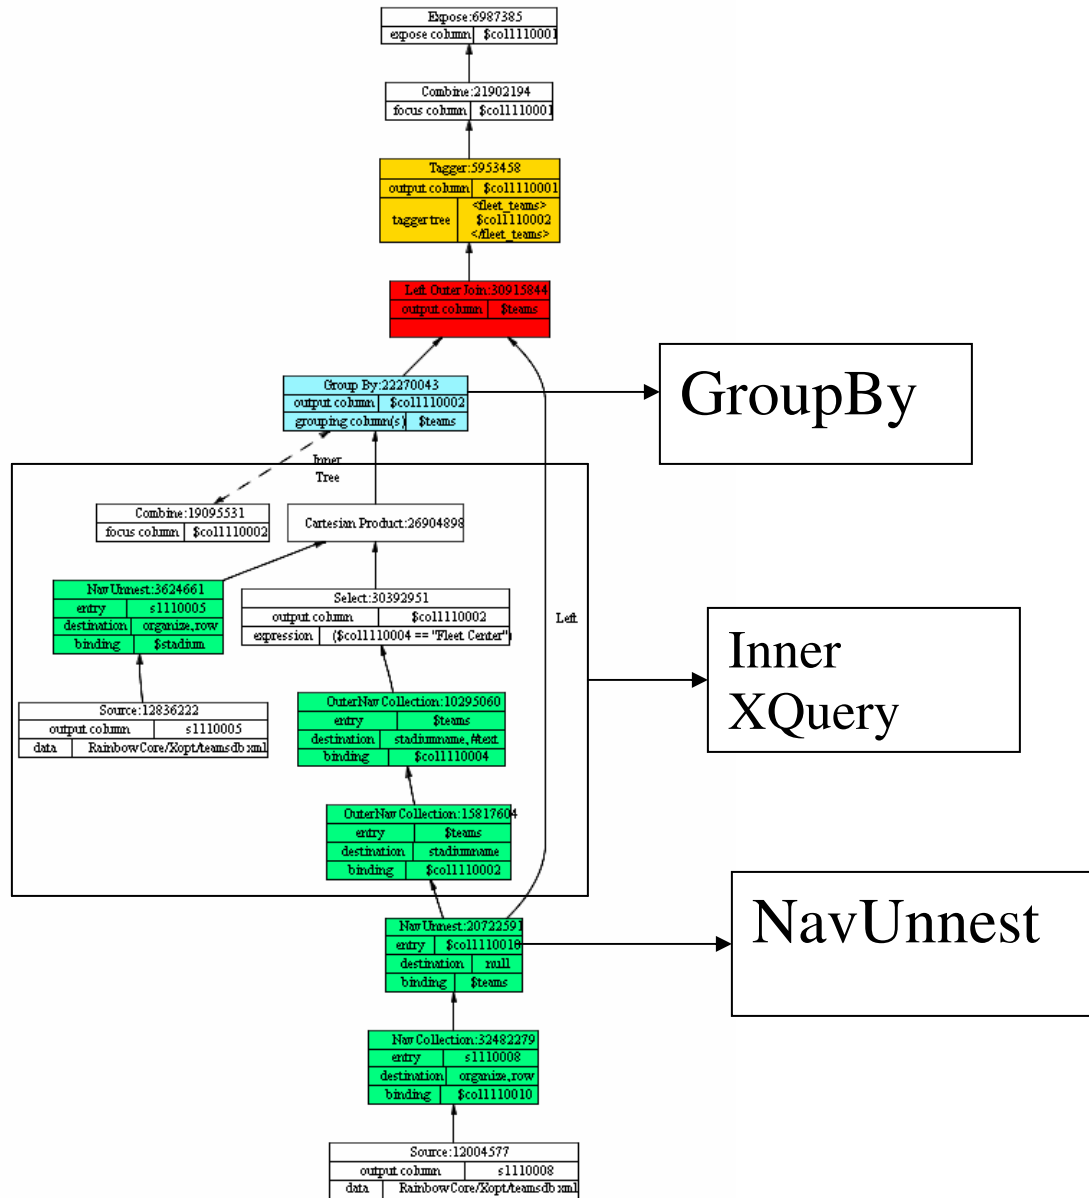 Expose:6987385
expose column $col1110001
Combine:21902194
focus column $col1110001
Tagger:5953458
output column $col1110001
tagger tree <fleet_teams>
$col1110002
</fleet_teams>
Left Outer Join:30915844
output column $teams
Group By:22270043
output column $col1110002
grouping column(s) $teams
GroupBy
Inner
Tree
Combine:19095531
focus column $col1110002
Cartesian Product:26904898
NavUnnest:3624661
entry s1110005
destination organize,row
binding $stadium
Select:30392951
output column $col1110002
expression ($col1110004 == "Fleet Center")
Left
Inner
XQuery
Source:12836222
output column s1110005
data RainbowCore/Xopt/teamsdb.xml
OuterNavCollection:10295060
entry $teams
destination stadiumname,#text
binding $col1110004
OuterNavCollection:15817604
entry $teams
destination stadiumname
binding $col1110002
NavUnnest:20722591
entry $col1110010
destination null
binding $teams
NavUnnest
NavCollection:32482279
entry s1110008
destination organize,row
binding $col1110010
Source:12004577
output column s1110008
data RainbowCore/Xopt/teamsdb.xml